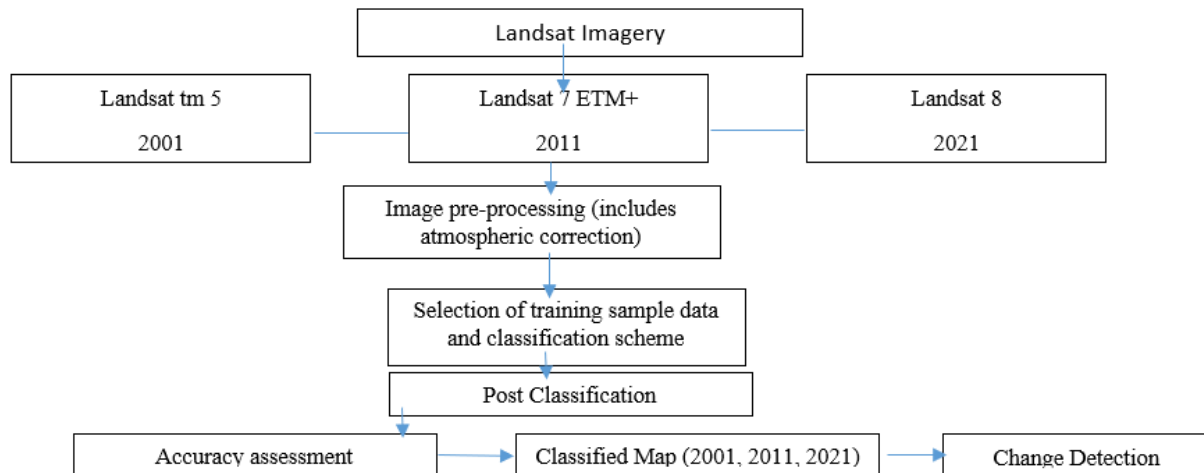 Landsat Imagery
Landsat tm 5
2001
Landsat 7 ETM+
2011
Landsat 8
2021
Image pre-processing (includes
atmospheric correction)
Selection of training sample data
and classification scheme
Post Classification
Accuracy assessment
Classified Map (2001, 2011, 2021)
Change Detection